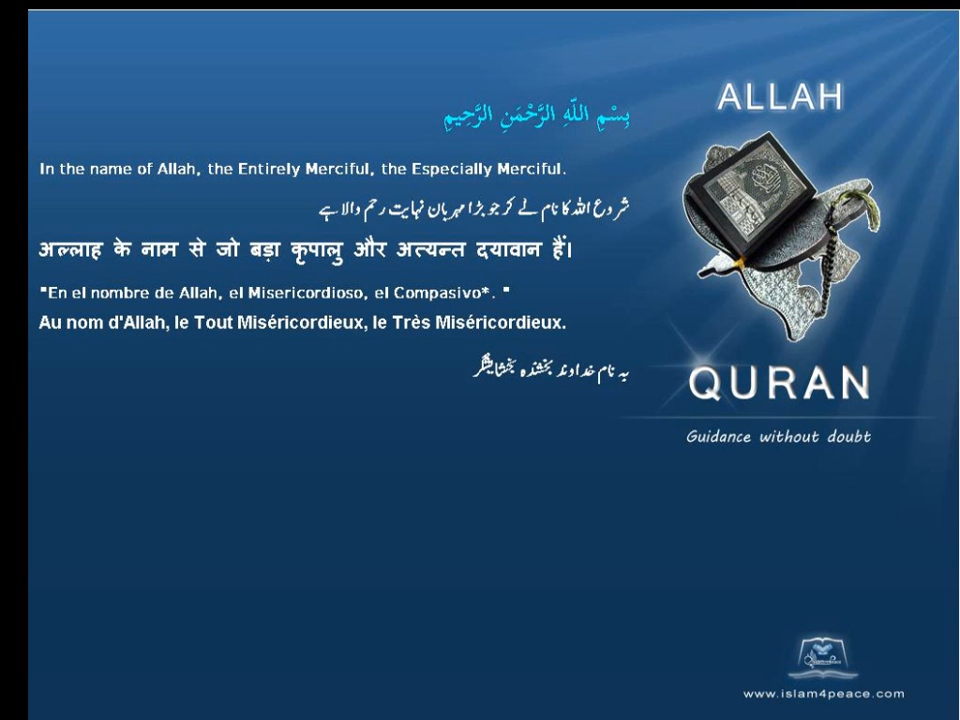 بِسْمِ اللَّهِ الرَّحْمَنِ الرَّحِيمِ
In the name of Allah, the Entirely Merciful, the Especially Merciful.
شروع الله کا نام لے کر جو بڑا مہربان نہایت رحم والا ہے
अल्लाह के नाम से जो बड़ा कृपालु और अत्यन्त दयावान हैं।
"En el nombre de Allah, el Misericordioso, el Compasivo*. "
Au nom d'Allah, le Tout Miséricordieux, le Très Miséricordieux.
به نام خداوند بخشنده بخشایشگر
ALLAH
QURAN
Guidance without doubt
www.islam4peace.com